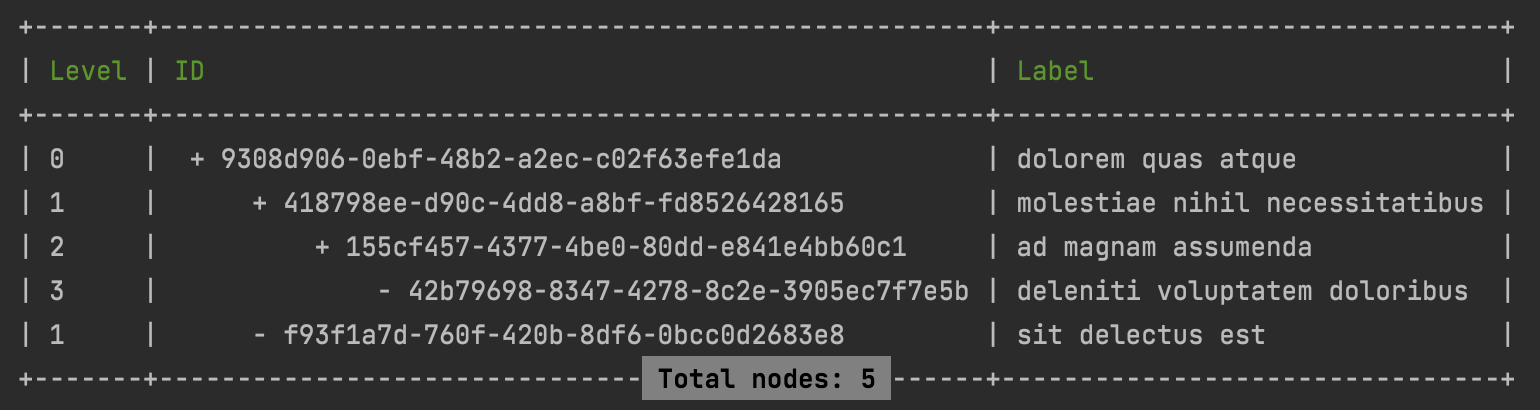 +-------+------------------------------------------------------+--------------------------------+
| Level | ID                                                   | Label                          |
+-------+------------------------------------------------------+--------------------------------+
| 0     |  + 9308d906-0ebf-48b2-a2ec-c02f63efe1da              | dolorem quas atque             |
| 1     |      + 418798ee-d90c-4dd8-a8bf-fd8526428165          | molestiae nihil necessitatibus |
| 2     |          + 155cf457-4377-4be0-80dd-e841e4bb60c1      | ad magnam assumenda            |
| 3     |              - 42b79698-8347-4278-8c2e-3905ec7f7e5b | deleniti voluptatem doloribus  |
| 1     |      - f93f1a7d-760f-420b-8df6-0bcc0d2683e8          | sit delectus est               |
+-------+------------------------------- Total nodes: 5 ------+--------------------------------+